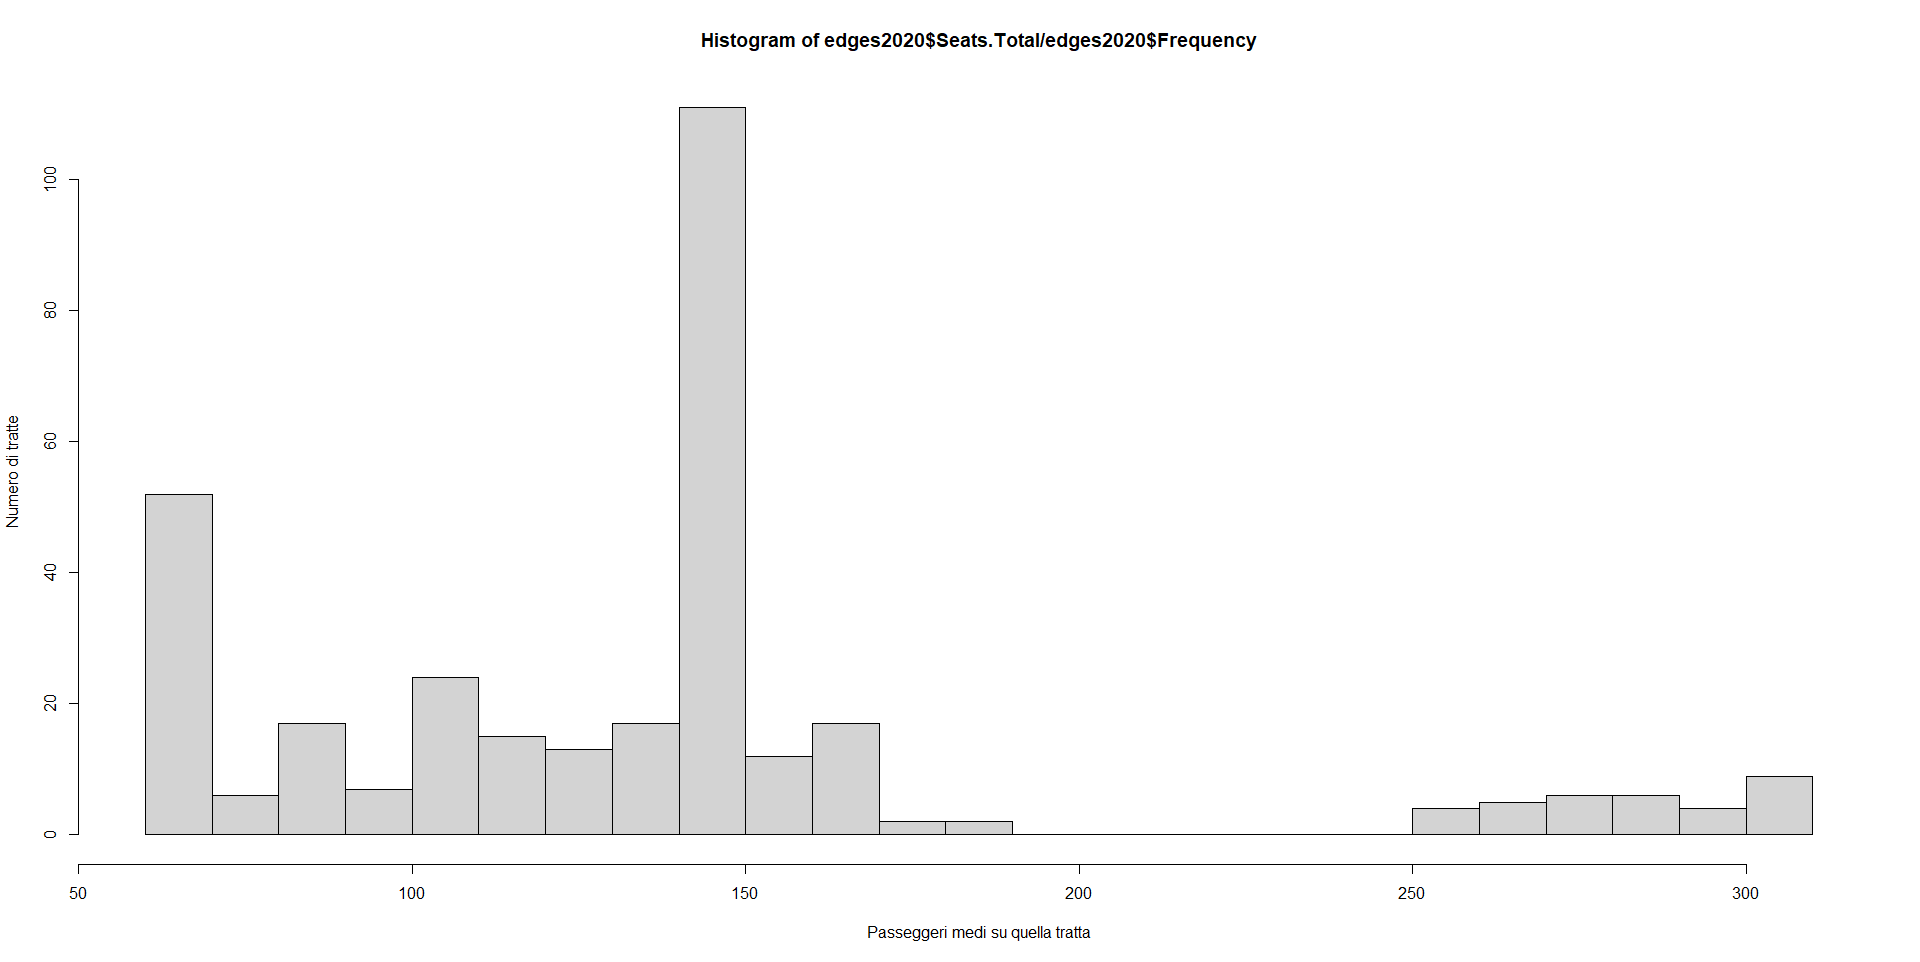 Histogram of edges2020$Seats.Total/edges2020$Frequency
Numero di tratte
100
80
60
40
20
0
50 100 150 200 250 300
Passeggeri medi su quella tratta